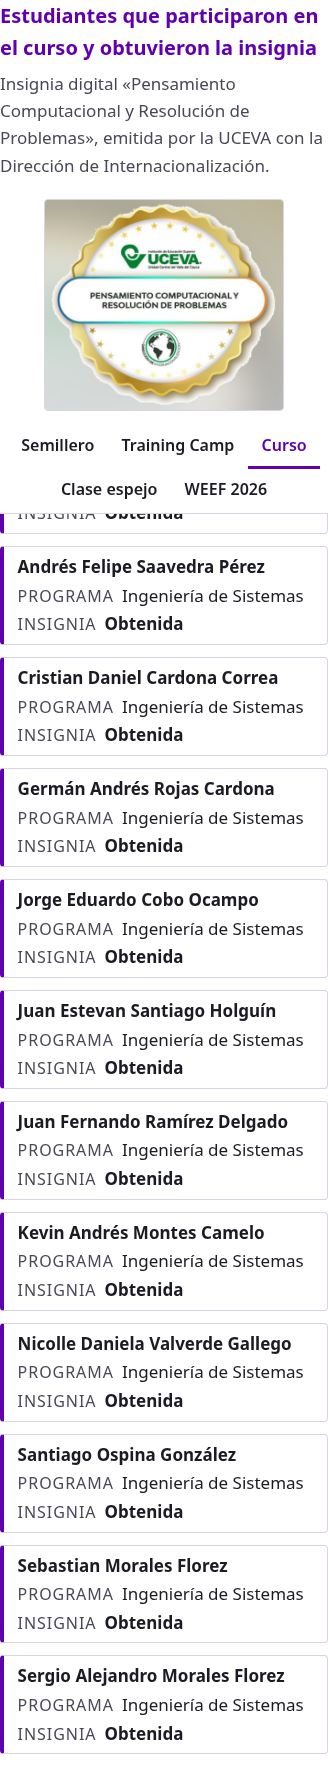 Estudiantes que participaron en
el curso y obtuvieron la insignia
Insignia digital «Pensamiento
Computacional y Resolución de
Problemas», emitida por la UCEVA con la
Dirección de Internacionalización.
UCEVA
PENSAMIENTO COMPUTACIONAL Y
RESOLUCIÓN DE PROBLEMAS
Semillero Training Camp Curso
Clase espejo WEEF 2026
INSIGNIA Obtenida
Andrés Felipe Saavedra Pérez
PROGRAMA Ingeniería de Sistemas
INSIGNIA Obtenida
Cristian Daniel Cardona Correa
PROGRAMA Ingeniería de Sistemas
INSIGNIA Obtenida
Germán Andrés Rojas Cardona
PROGRAMA Ingeniería de Sistemas
INSIGNIA Obtenida
Jorge Eduardo Cobo Ocampo
PROGRAMA Ingeniería de Sistemas
INSIGNIA Obtenida
Juan Estevan Santiago Holguín
PROGRAMA Ingeniería de Sistemas
INSIGNIA Obtenida
Juan Fernando Ramírez Delgado
PROGRAMA Ingeniería de Sistemas
INSIGNIA Obtenida
Kevin Andrés Montes Camelo
PROGRAMA Ingeniería de Sistemas
INSIGNIA Obtenida
Nicolle Daniela Valverde Gallego
PROGRAMA Ingeniería de Sistemas
INSIGNIA Obtenida
Santiago Ospina González
PROGRAMA Ingeniería de Sistemas
INSIGNIA Obtenida
Sebastian Morales Florez
PROGRAMA Ingeniería de Sistemas
INSIGNIA Obtenida
Sergio Alejandro Morales Florez
PROGRAMA Ingeniería de Sistemas
INSIGNIA Obtenida